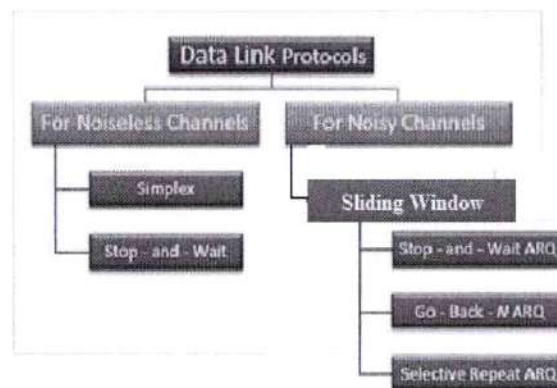 Data Link Protocols
For Noiseless Channels
For Noisy Channels
Simplex
Stop - and - Wait
Sliding Window
Stop - and - Wait ARQ
Go - Back - N ARQ
Selective Repeat ARQ